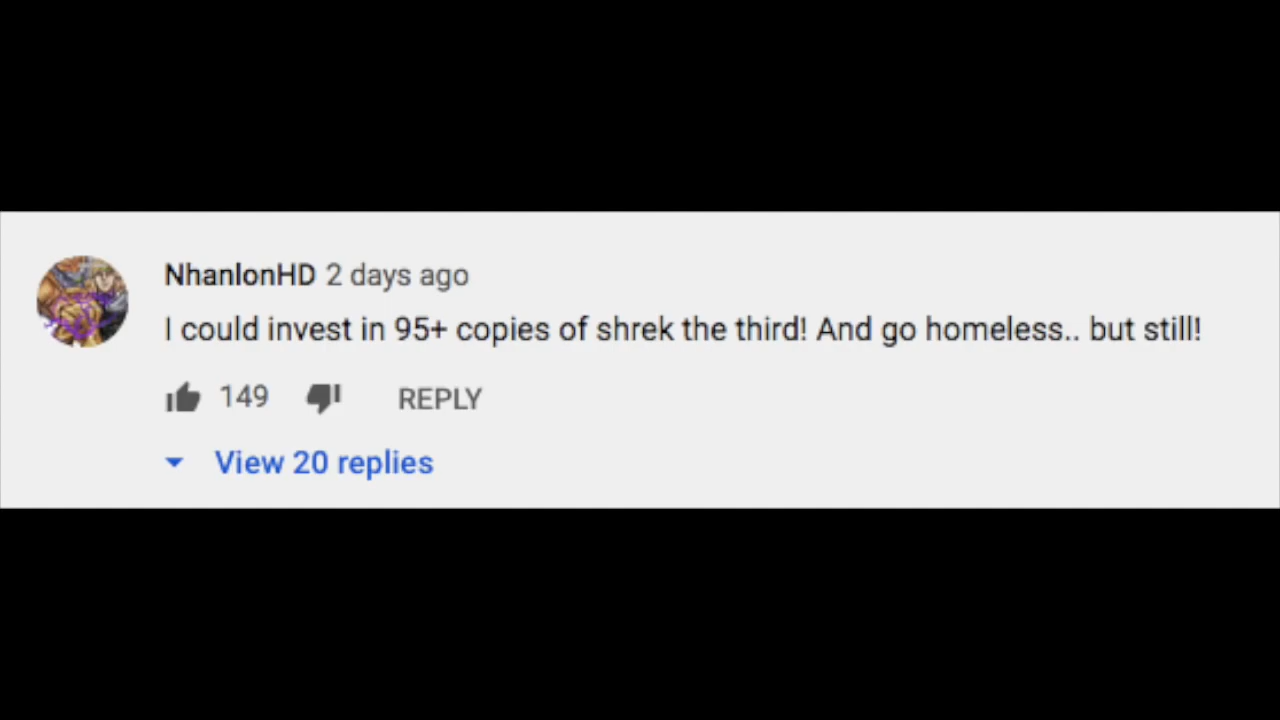 NhanlonHD 2 days ago
I could invest in 95+ copies of shrek the third! And go homeless.. but still!
149 REPLY
View 20 replies